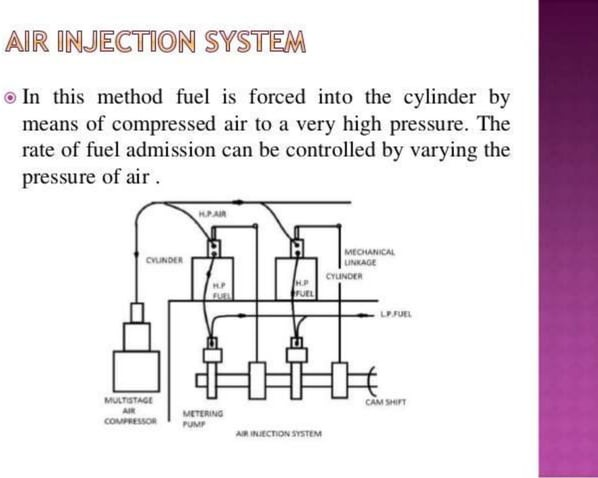 AIR INJECTION SYSTEM
In this method fuel is forced into the cylinder by
means of compressed air to a very high pressure. The
rate of fuel admission can be controlled by varying the
pressure of air .
H.P.AIR
MECHANICAL
LINKAGE
CYLINDER
CYLINDER
H.P
FUEL
H.P
FUEL
L.P.FUEL
MULTISTAGE
AIR
COMPRESSOR
METERING
PUMP
CAM SHIFT
AIR INJECTION SYSTEM